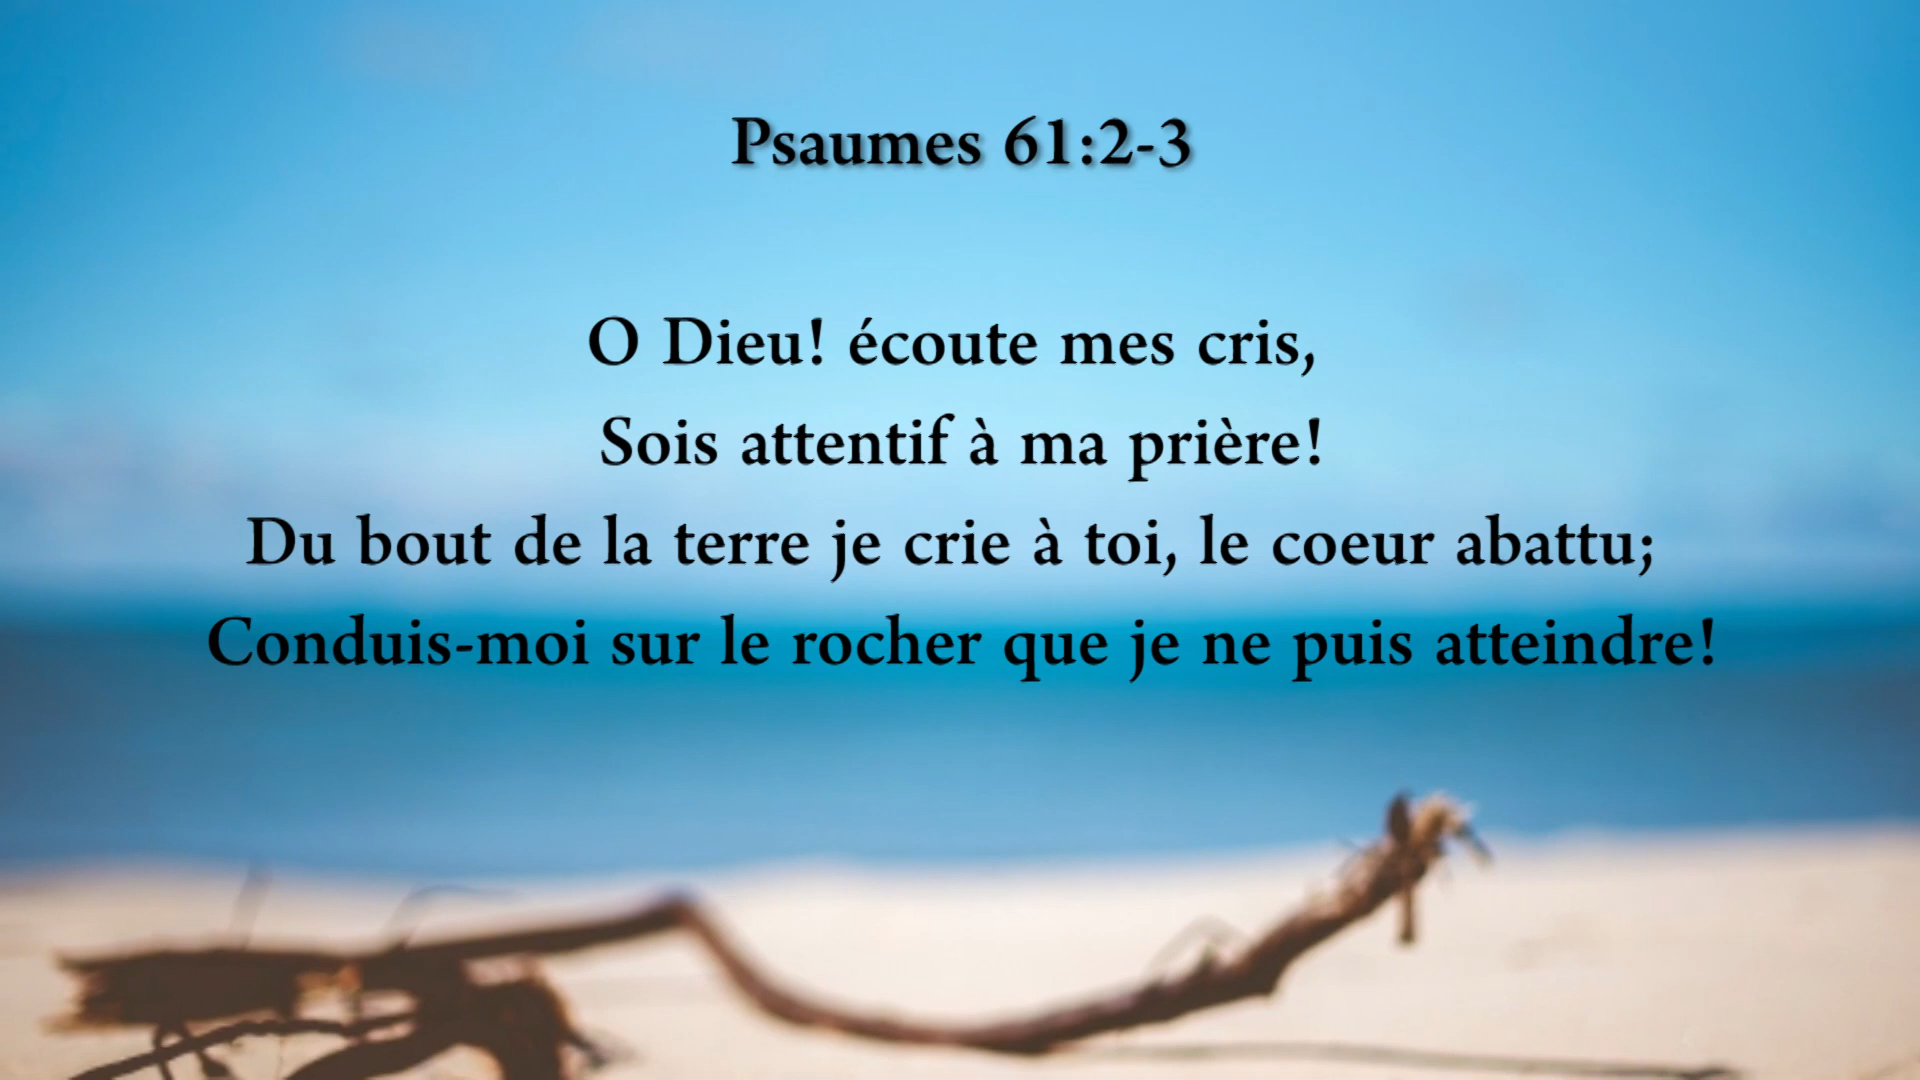 Psaumes 61:2-3
O Dieu! écoute mes cris,
Sois attentif à ma prière!
Du bout de la terre je crie à toi, le coeur abattu;
Conduis-moi sur le rocher que je ne puis atteindre!